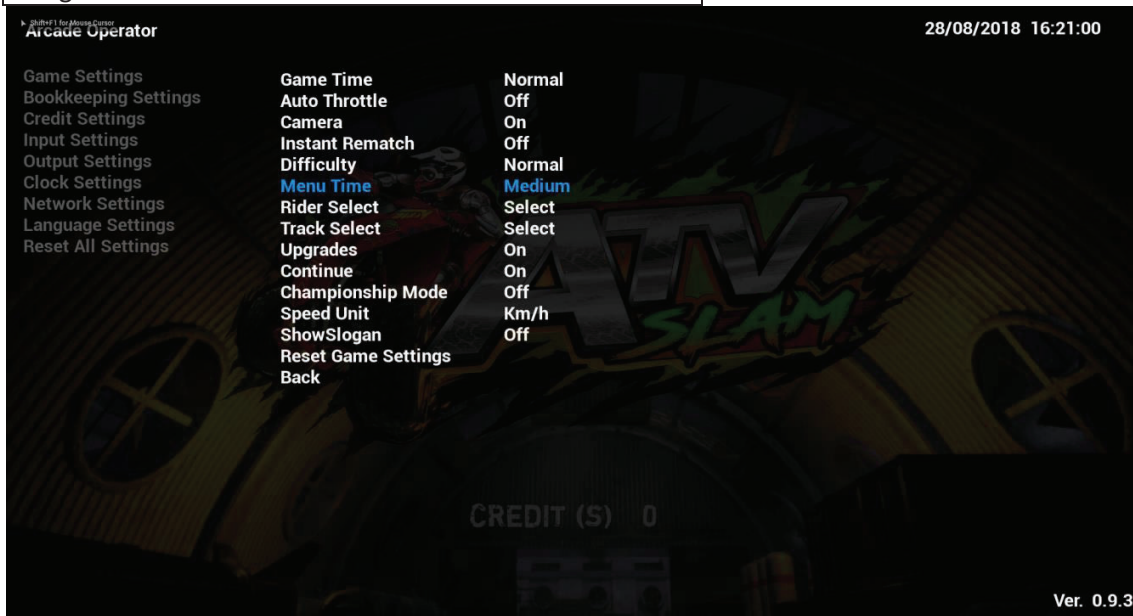 Shift+F1 for Mouse Cursor
Arcade Operator
28/08/2018 16:21:00
Game Settings
Bookkeeping Settings
Credit Settings
Input Settings
Output Settings
Clock Settings
Network Settings
Language Settings
Reset All Settings
Game Time Normal
Auto Throttle Off
Camera On
Instant Rematch Off
Difficulty Normal
Menu Time Medium
Rider Select Select
Track Select Select
Upgrades On
Continue On
Championship Mode Off
Speed Unit Km/h
ShowSlogan Off
Reset Game Settings
Back
ATV
SLAM
CREDIT (S) 0
Ver. 0.9.3